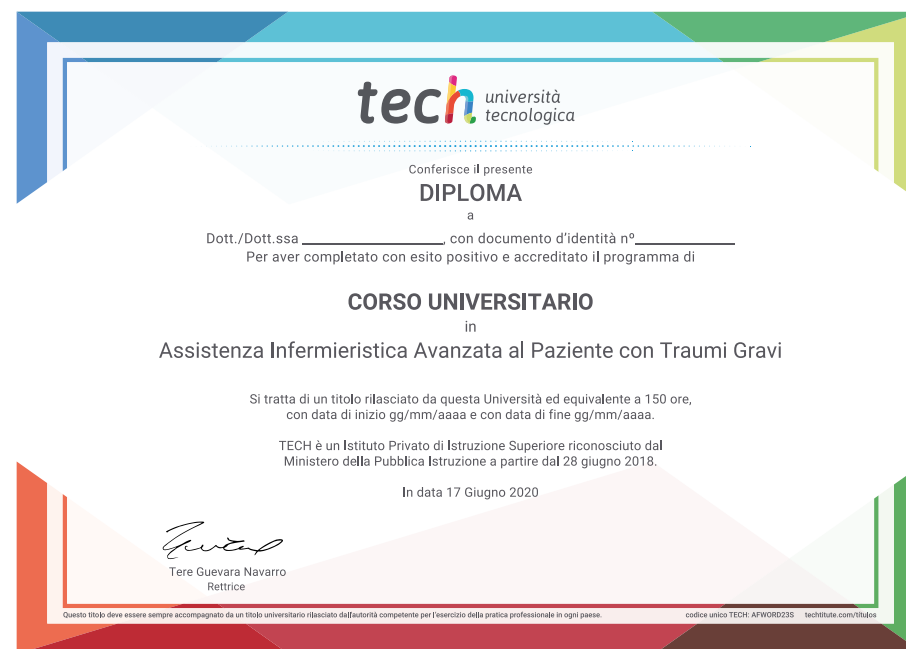 tech università
tecnologica
Conferisce il presente
DIPLOMA
a
Dott./Dott.ssa ____________________, con documento d'identità nº______________
Per aver completato con esito positivo e accreditato il programma di
CORSO UNIVERSITARIO
in
Assistenza Infermieristica Avanzata al Paziente con Traumi Gravi
Si tratta di un titolo rilasciato da questa Università ed equivalente a 150 ore,
con data di inizio gg/mm/aaaa e con data di fine gg/mm/aaaa.
TECH è un Istituto Privato di Istruzione Superiore riconosciuto dal
Ministero della Pubblica Istruzione a partire dal 28 giugno 2018.
In data 17 Giugno 2020
Tere Guevara Navarro
Rettrice
Questo titolo deve essere sempre accompagnato da un titolo universitario rilasciato dall'autorità competente per l'esercizio della pratica professionale in ogni paese. codice unico TECH: AFWORD23S techtitute.com/titulos